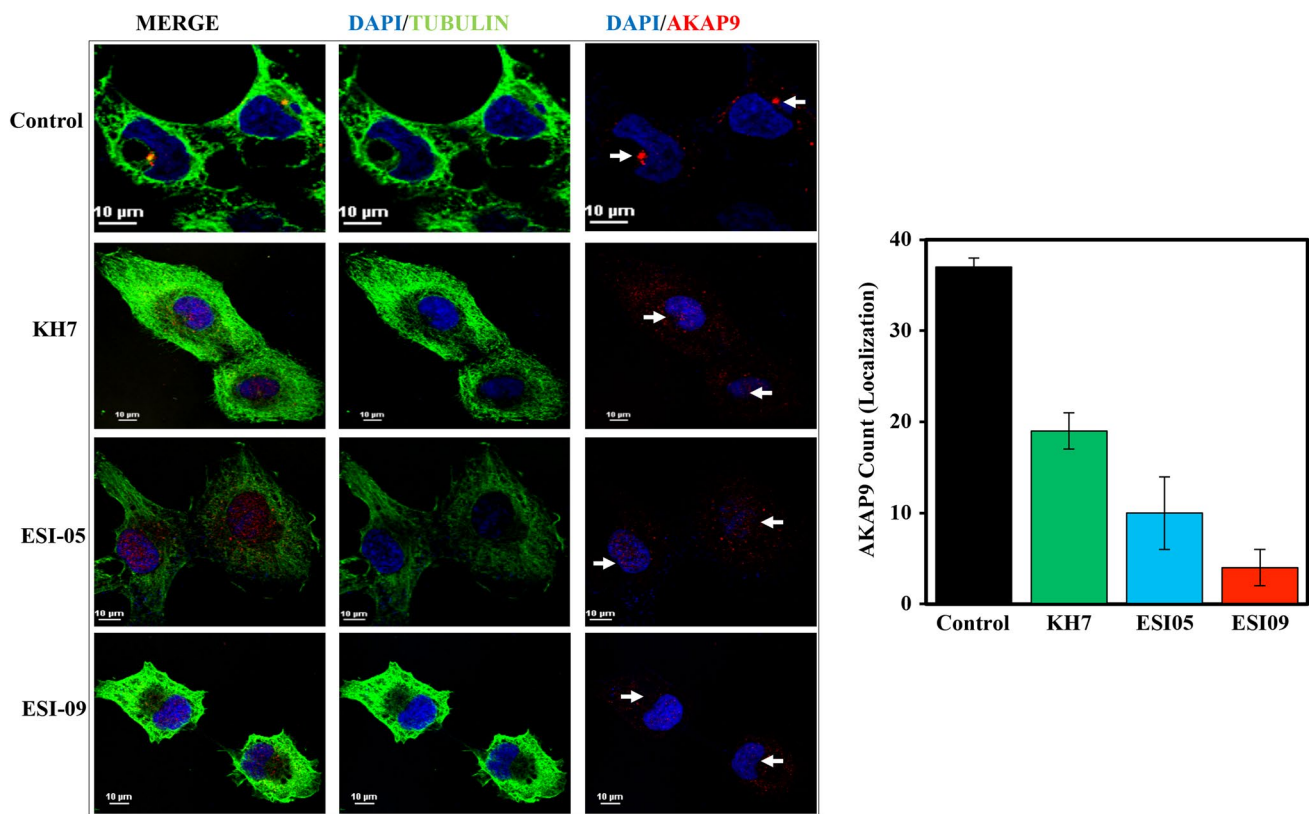 MERGE DAPI/TUBULIN DAPI/AKAP9
Control
10 µm 10 µm 10 µm
KH7
10 µm 10 µm 10 µm
ESI-05
10 µm 10 µm 10 µm
ESI-09
10 µm 10 µm 10 µm
AKAP9 Count (Localization)
40
30
20
10
0
Control KH7 ESI05 ESI09